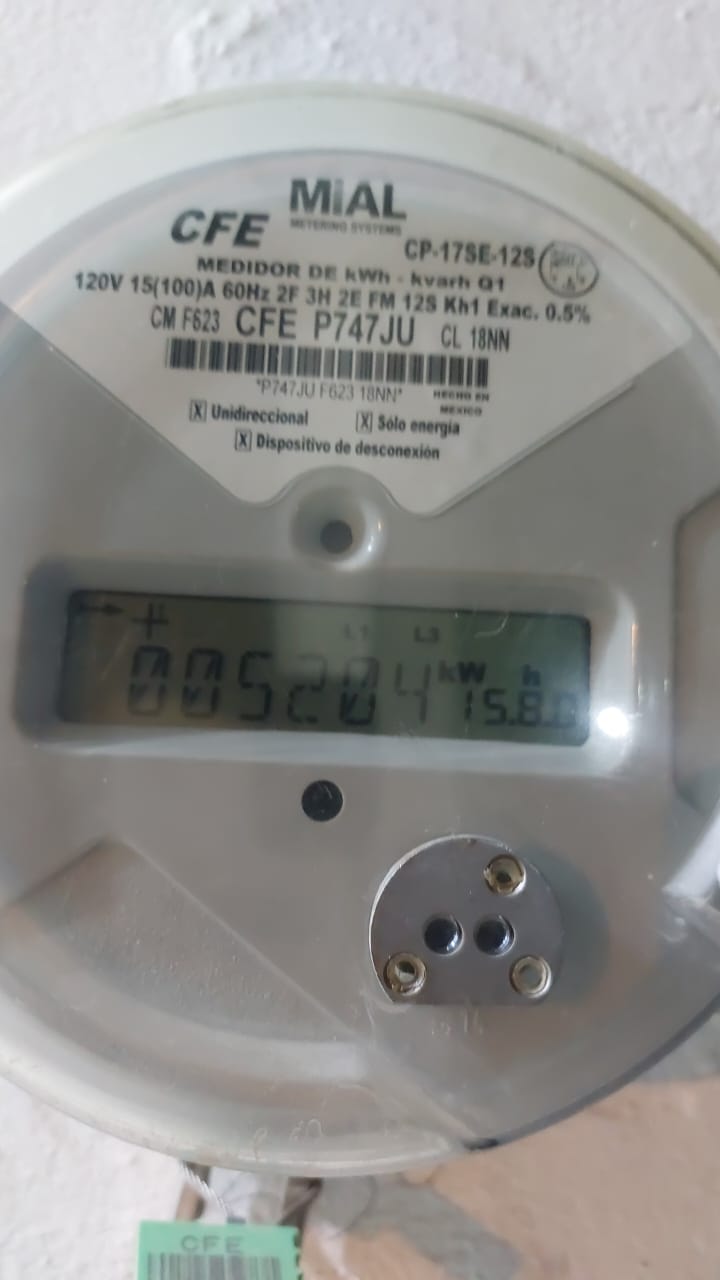 MiAL
METERING SYSTEMS
CFE
CP-17SE-12S
MEDIDOR DE kWh - kvarh Q1
120V 15(100)A 60Hz 2F 3H 2E FM 12S Kh1 Exac. 0.5%
CM F623 CFE P747JU CL 18NN
*P747JU F623 18NN*
HECHO EN
MEXICO
X Unidireccional X Sólo energía
X Dispositivo de desconexión
L1 L3
005204 kW h 15.8.0
CFE